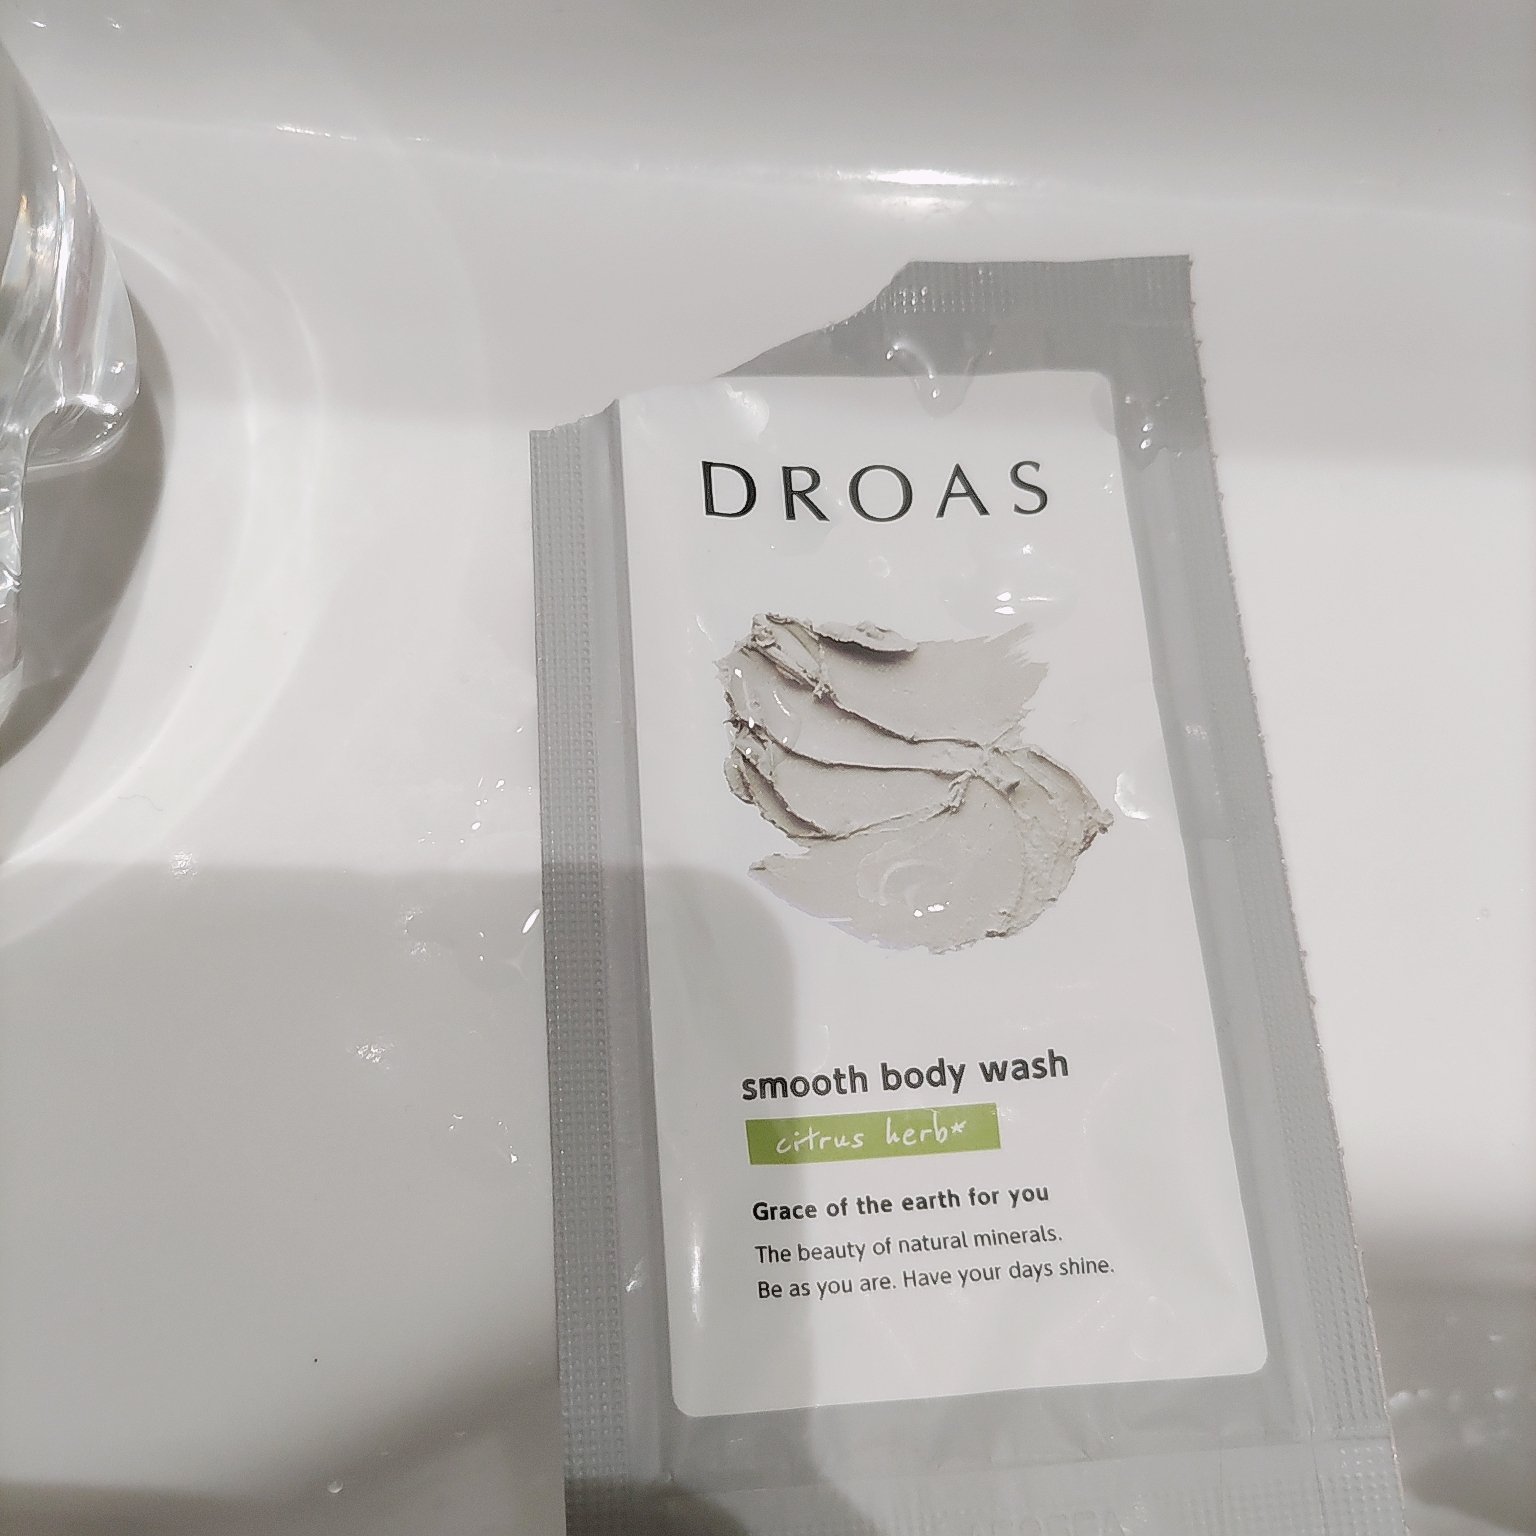 DROAS
smooth body wash
citrus herb*
Grace of the earth for you
The beauty of natural minerals.
Be as you are. Have your days shine.